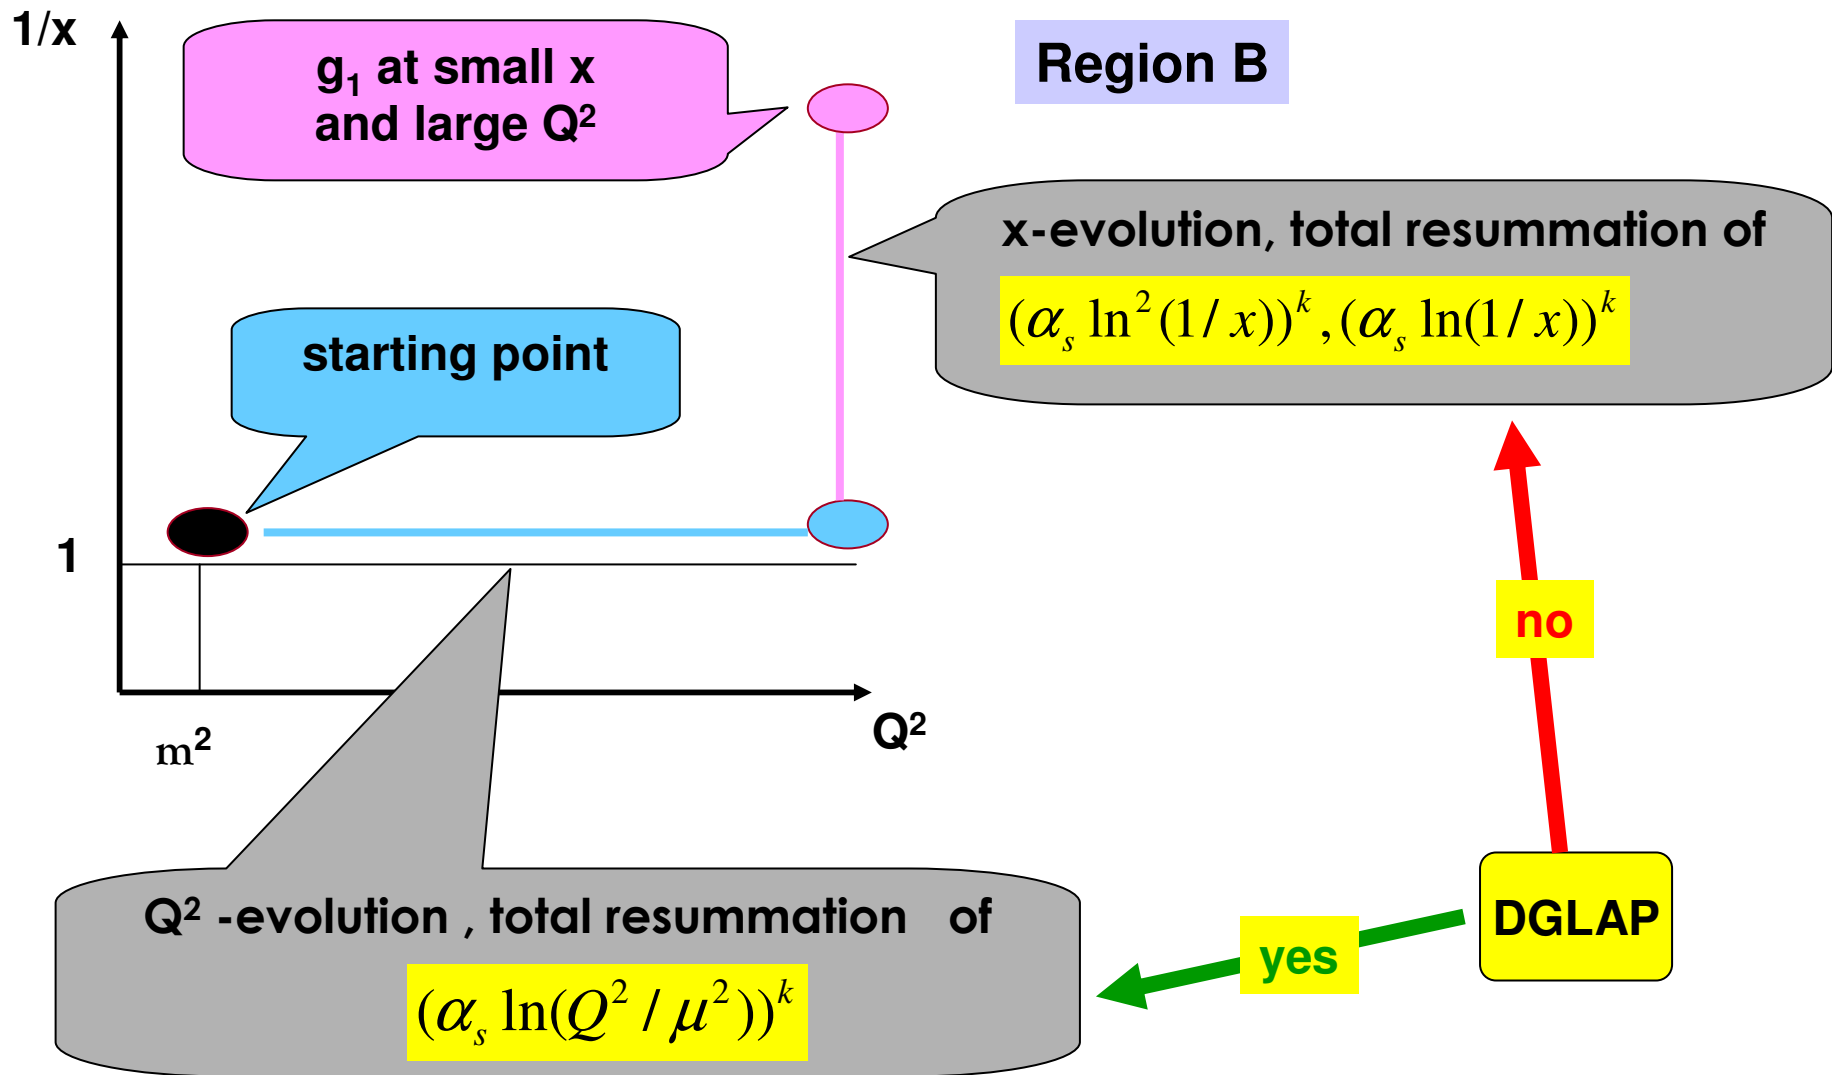 1/x
g₁ at small x
and large Q²
Region B
x-evolution, total resummation of
(αₛ ln² (1/ x))ᵏ , (αₛ ln(1/ x))ᵏ
starting point
1
no
Q²
m²
DGLAP
Q² -evolution , total resummation of
yes
(αₛ ln(Q² / μ²))ᵏ